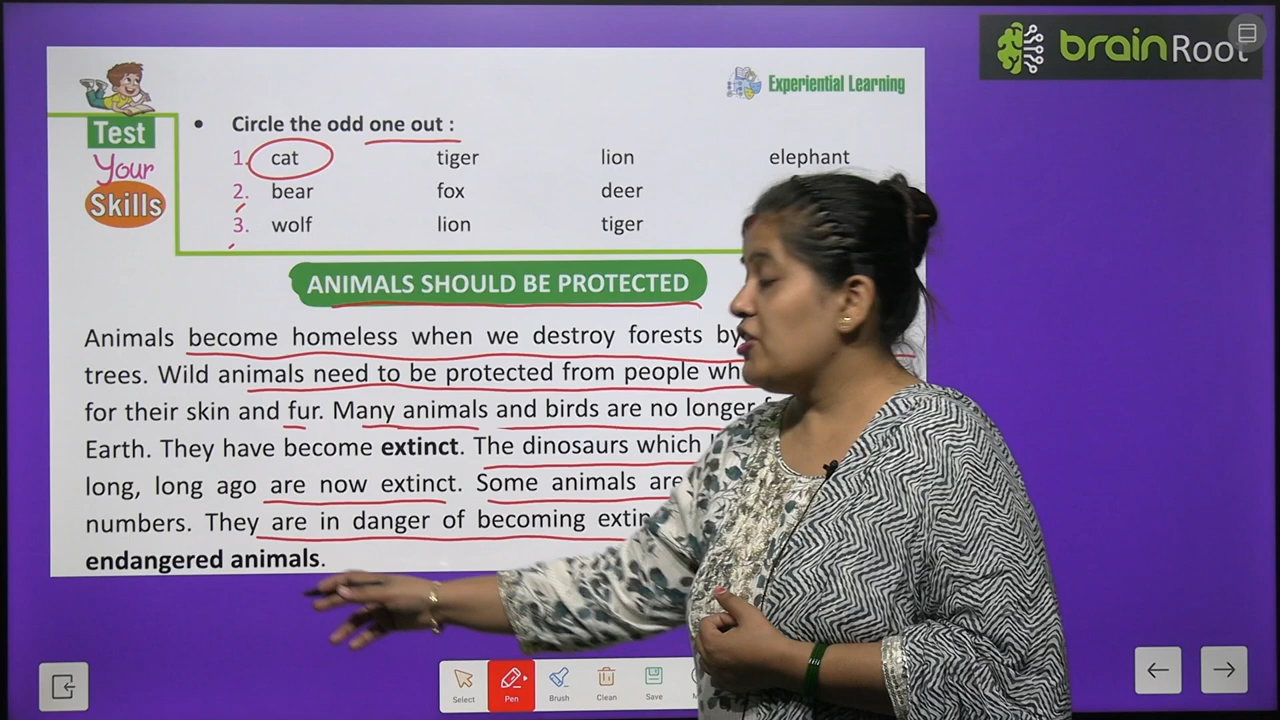 brainRoot
Experiential Learning
Test
Your
Skills
• Circle the odd one out :
1. cat tiger lion elephant
2. bear fox deer
3. wolf lion tiger
ANIMALS SHOULD BE PROTECTED
Animals become homeless when we destroy forests by
trees. Wild animals need to be protected from people
for their skin and fur. Many animals and birds are no longer
Earth. They have become extinct. The dinosaurs which
long, long ago are now extinct. Some animals are
numbers. They are in danger of becoming
endangered animals.
Select
Pen
Brush
Clean
Save